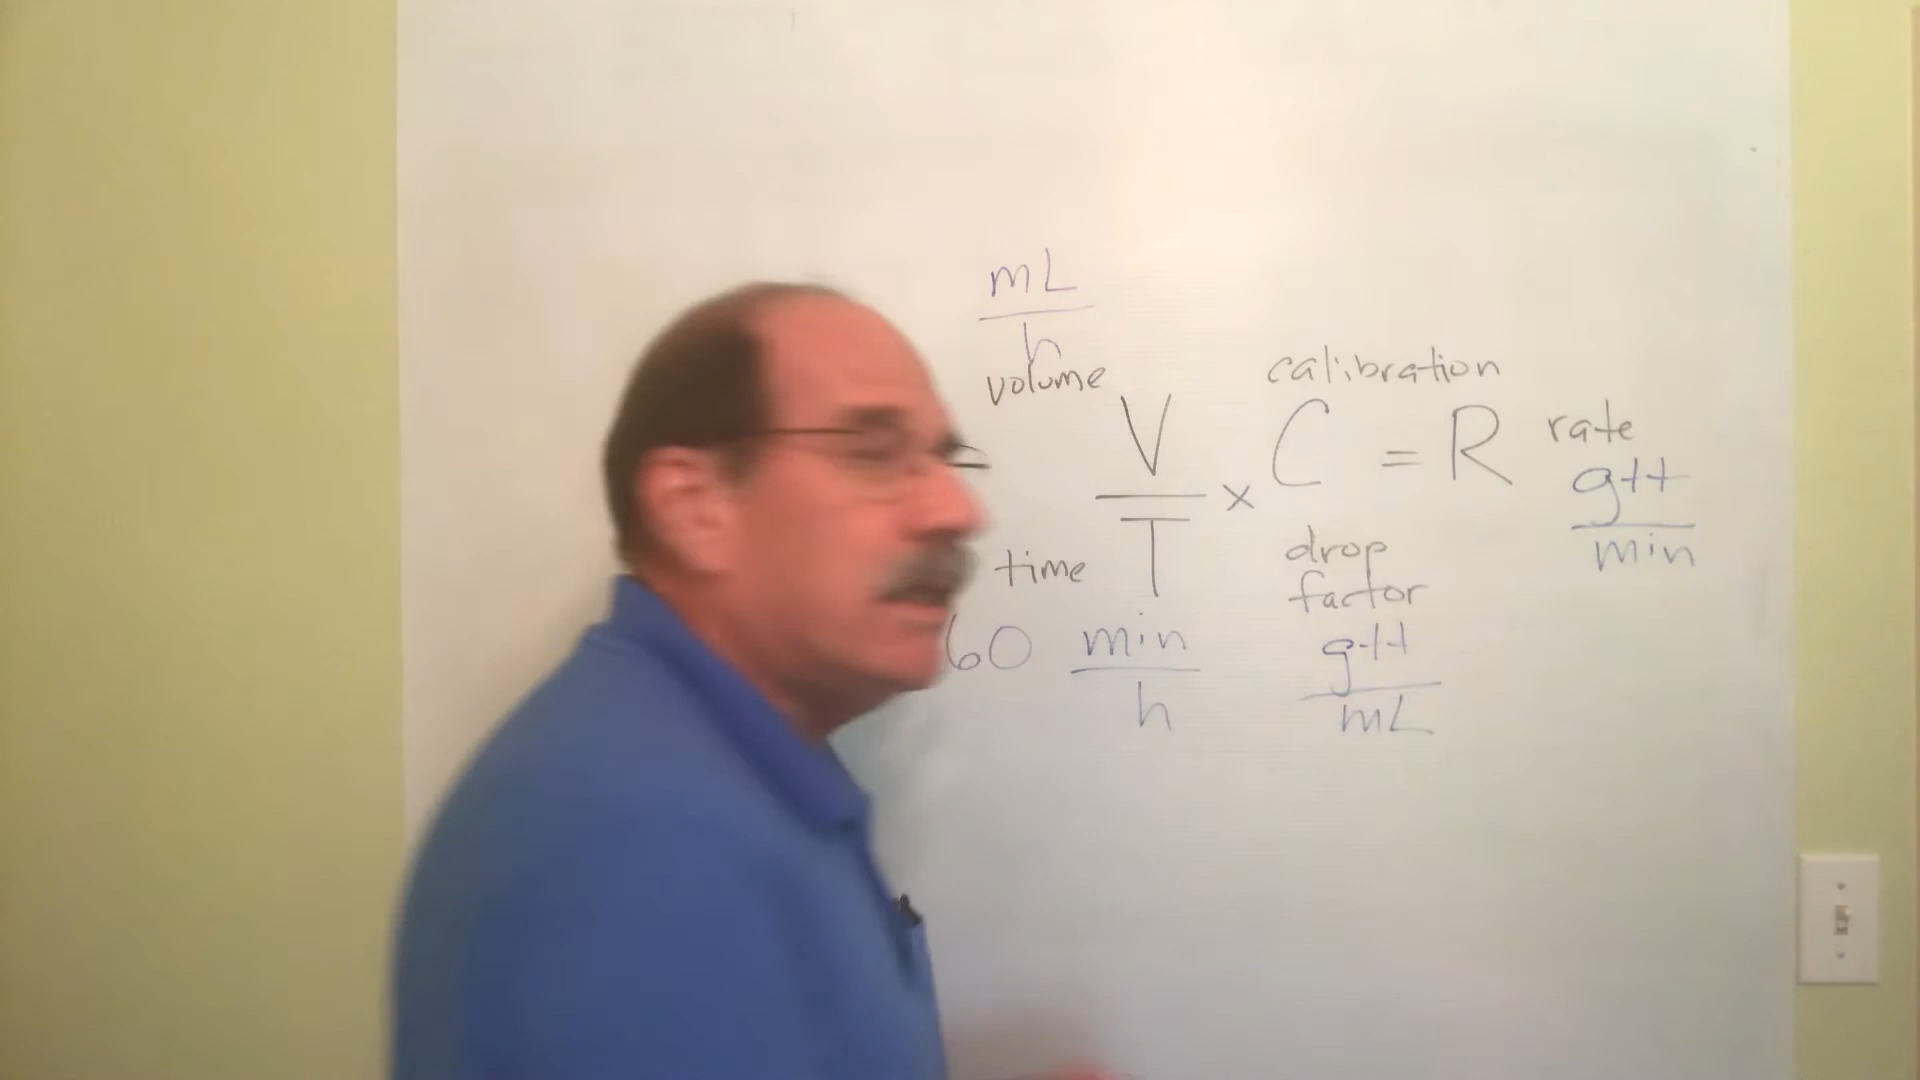 mL
h
volume
calibration
V
T
× C = R
rate
gtt
min
time
drop
factor
60 min
h
gtt
mL